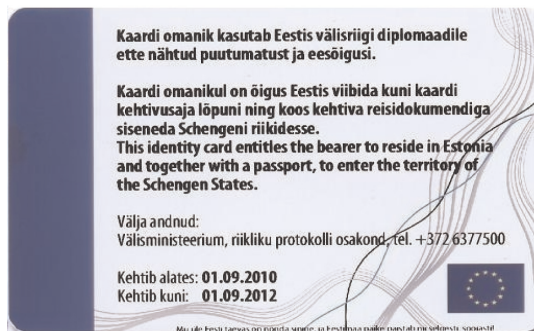 Kaardi omanik kasutab Eestis välisriigi diplomaadile
ette nähtud puutumatust ja eesõigusi.
Kaardi omanikul on õigus Eestis viibida kuni kaardi
kehtivusaja lõpuni ning koos kehtiva reisidokumendiga
siseneda Schengeni riikidesse.
This identity card entitles the bearer to reside in Estonia
and together with a passport, to enter the territory of
the Schengen States.
Välja andnud:
Välisministeerium, riikliku protokolli osakond, tel. +372 6377500
Kehtib alates: 01.09.2010
Kehtib kuni: 01.09.2012